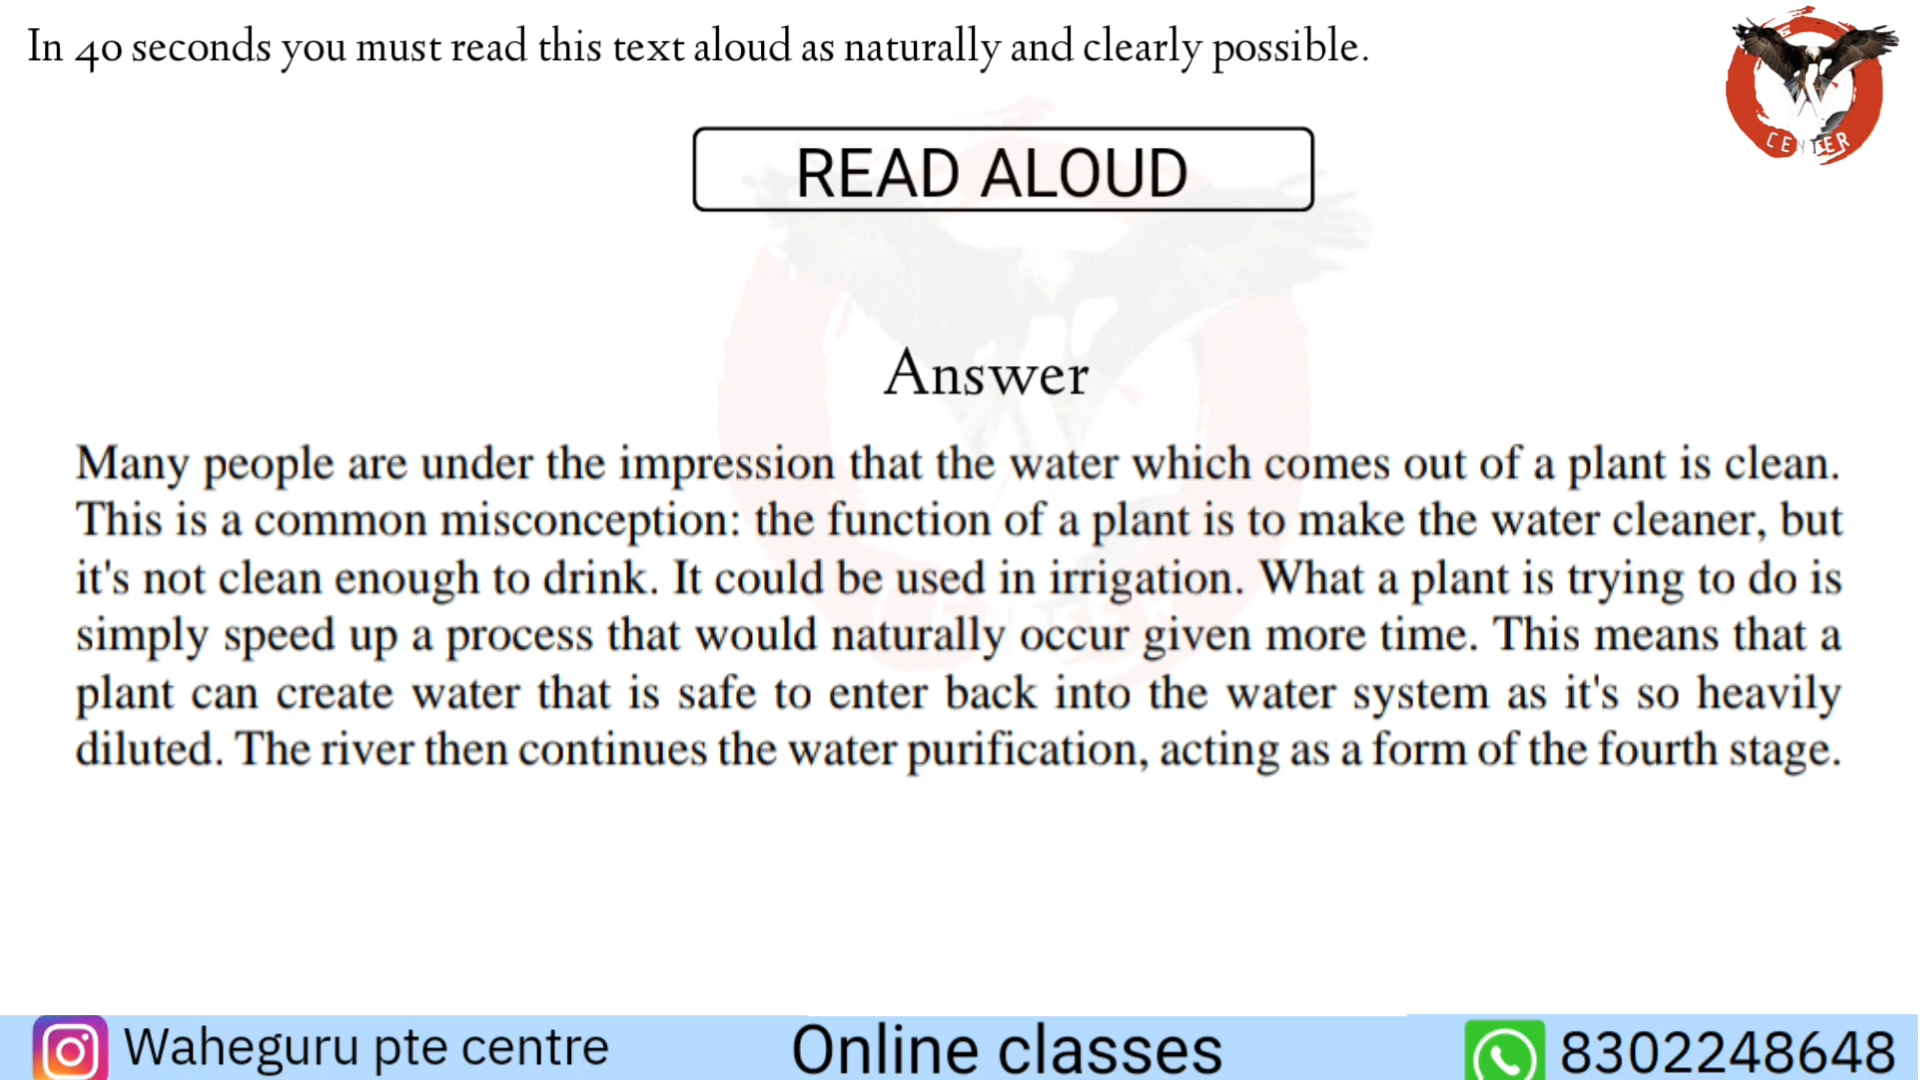 In 40 seconds you must read this text aloud as naturally and clearly possible.
CENTER
READ ALOUD
Answer
Many people are under the impression that the water which comes out of a plant is clean.
This is a common misconception: the function of a plant is to make the water cleaner, but
it's not clean enough to drink. It could be used in irrigation. What a plant is trying to do is
simply speed up a process that would naturally occur given more time. This means that a
plant can create water that is safe to enter back into the water system as it's so heavily
diluted. The river then continues the water purification, acting as a form of the fourth stage.
Waheguru pte centre
Online classes
8302248648